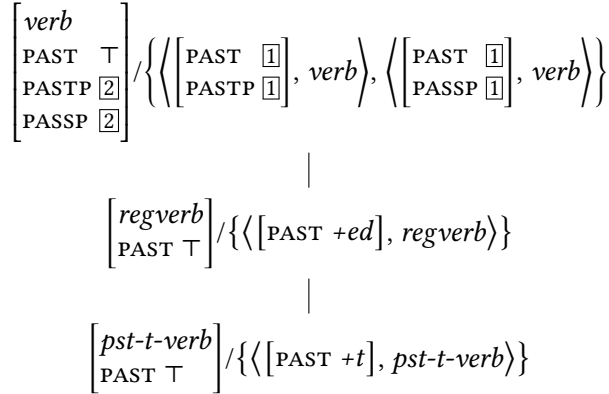 verb
PAST ⊤
PASTP 2
PASSP 2
/{⟨[PAST 1
PASTP 1], verb⟩, ⟨[PAST 1
PASSP 1], verb⟩}
regverb
PAST ⊤
/{⟨[PAST +ed], regverb⟩}
pst-t-verb
PAST ⊤
/{⟨[PAST +t], pst-t-verb⟩}